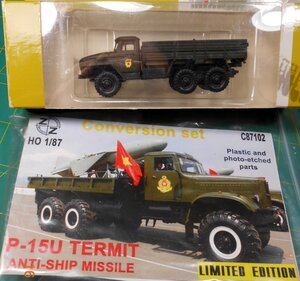 Conversion set
HO 1/87
C87102
Plastic and
photo-etched
parts
P-15U TERMIT
ANTI-SHIP MISSILE
LIMITED EDITION